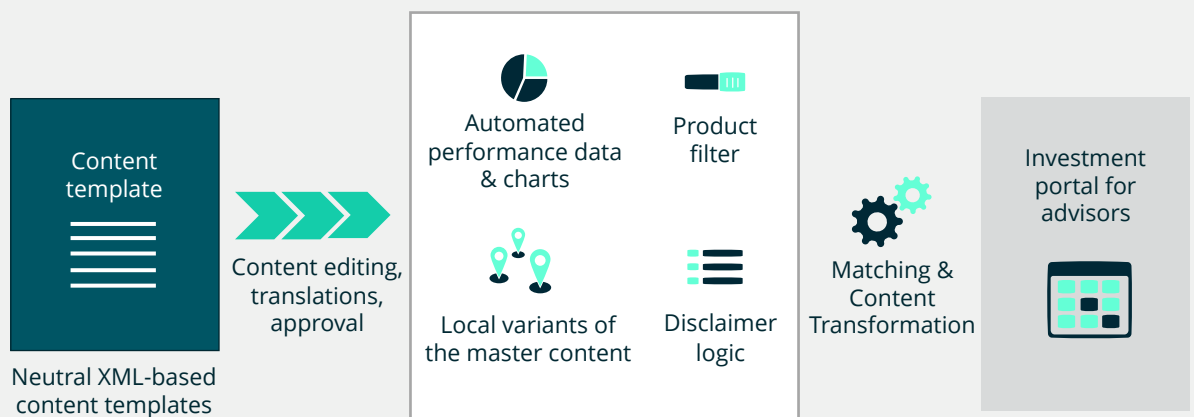 Content
template
Neutral XML-based
content templates
Content editing,
translations,
approval
Automated
performance data
& charts
Product
filter
Local variants of
the master content
Disclaimer
logic
Matching &
Content
Transformation
Investment
portal for
advisors